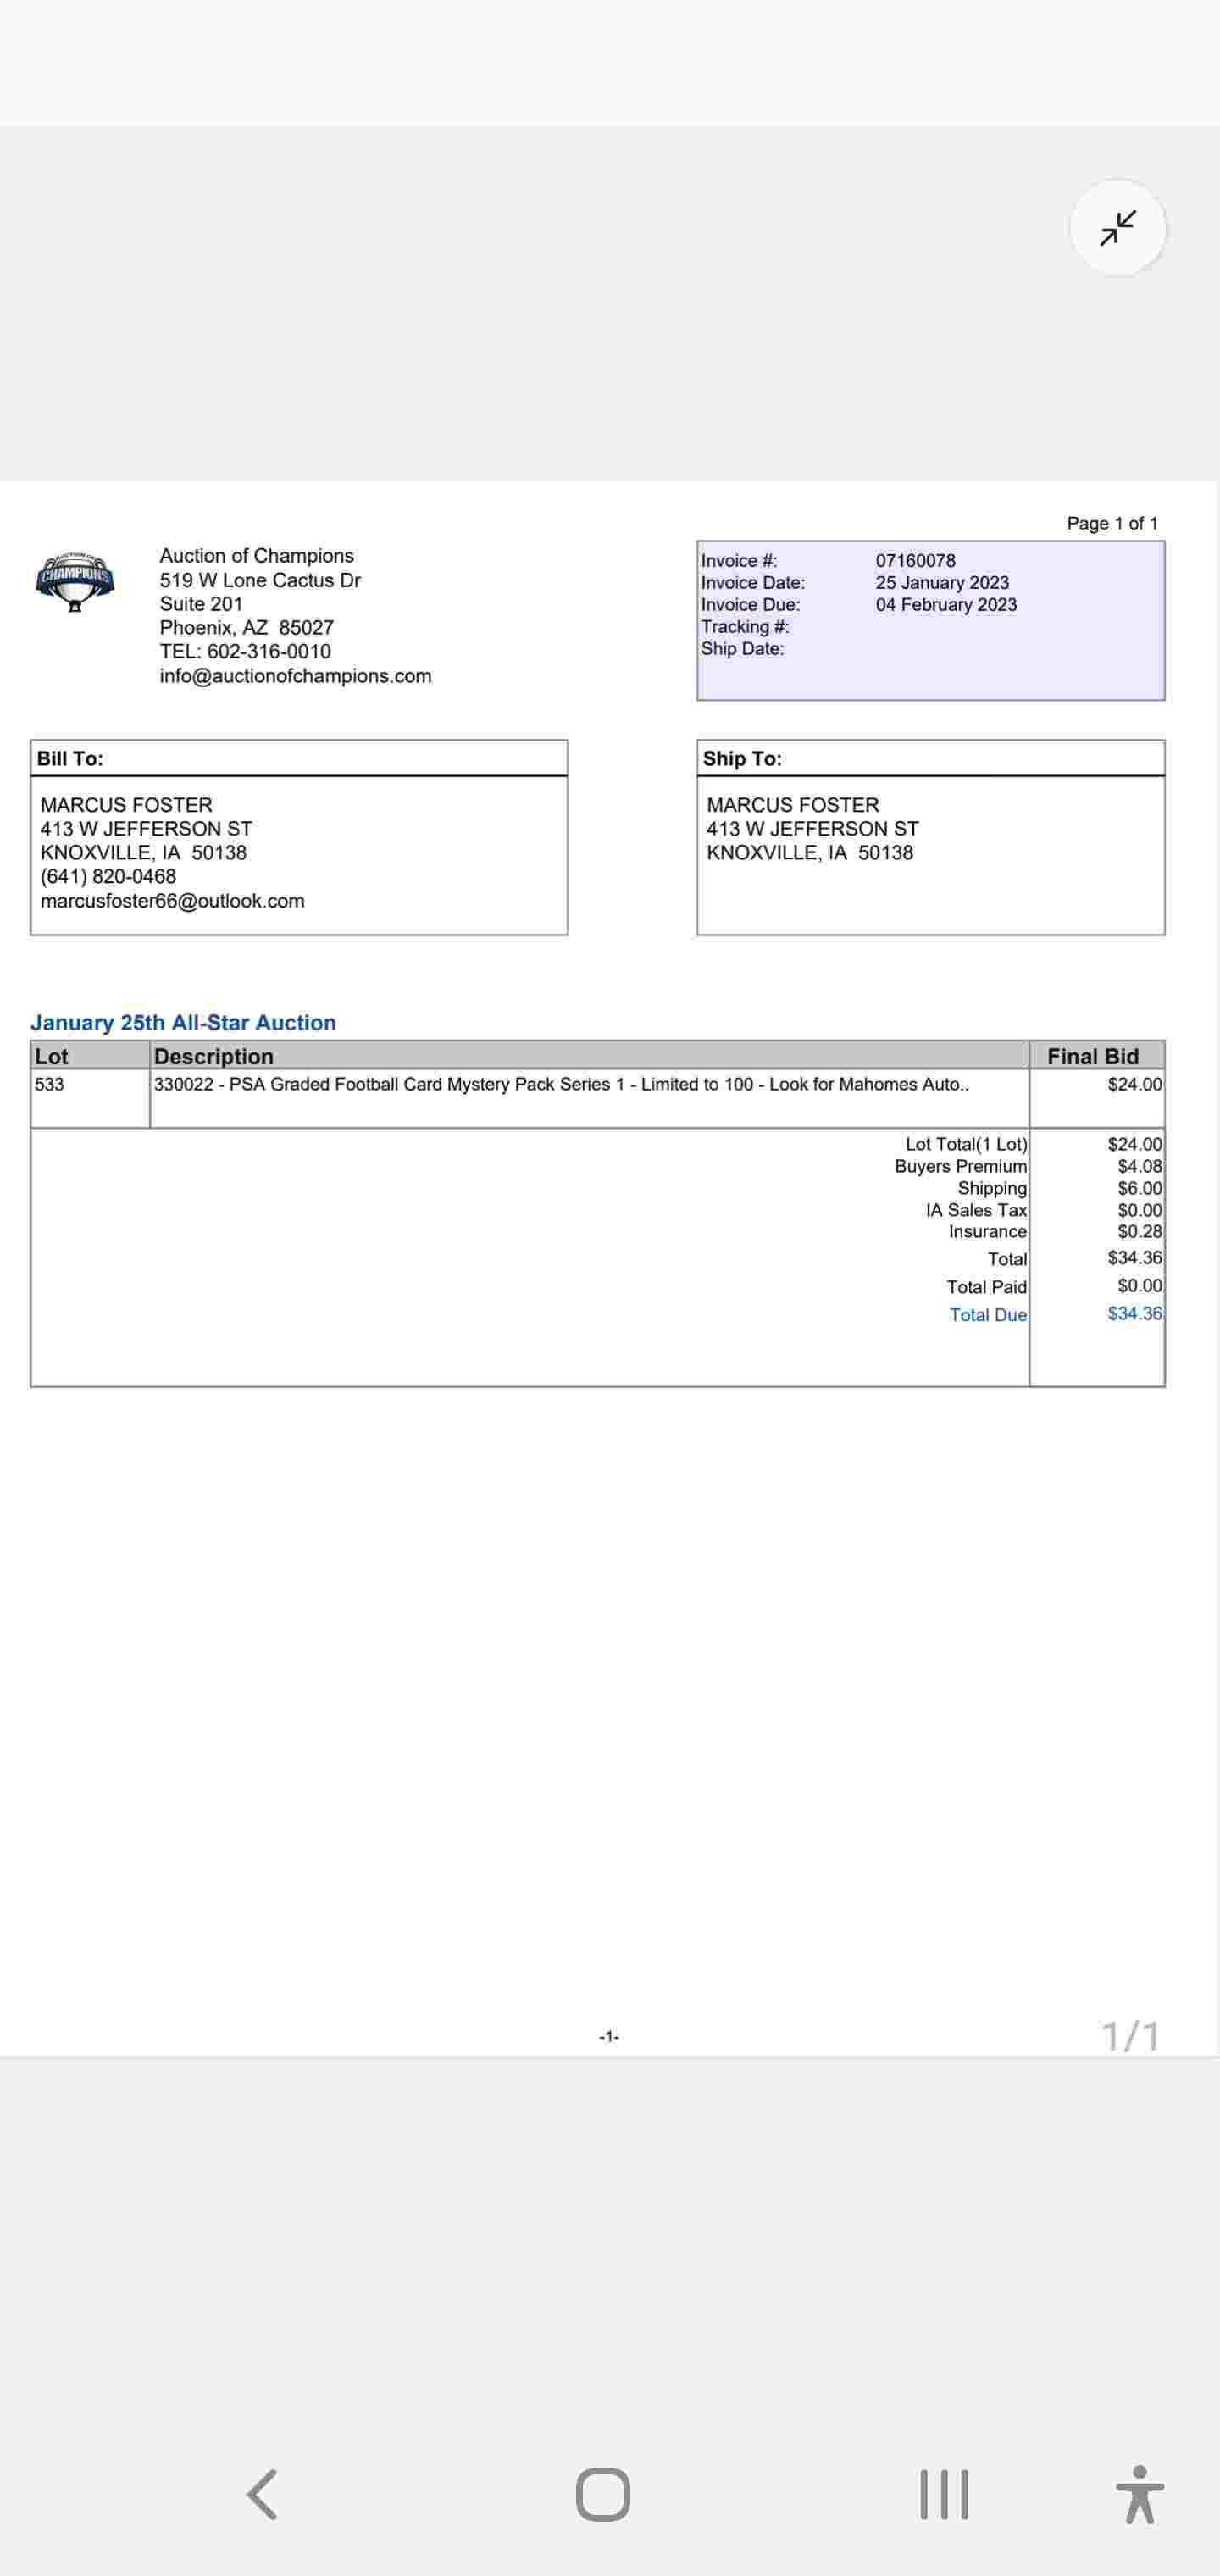 Page 1 of 1
AUCTION OF
CHAMPIONS
Auction of Champions
519 W Lone Cactus Dr
Suite 201
Phoenix, AZ 85027
TEL: 602-316-0010
info@auctionofchampions.com
Invoice #: 07160078
Invoice Date: 25 January 2023
Invoice Due: 04 February 2023
Tracking #:
Ship Date:
Bill To:
MARCUS FOSTER
413 W JEFFERSON ST
KNOXVILLE, IA 50138
(641) 820-0468
marcusfoster66@outlook.com
Ship To:
MARCUS FOSTER
413 W JEFFERSON ST
KNOXVILLE, IA 50138
January 25th All-Star Auction
Lot Description Final Bid
533 330022 - PSA Graded Football Card Mystery Pack Series 1 - Limited to 100 - Look for Mahomes Auto.. $24.00
Lot Total(1 Lot) $24.00
Buyers Premium $4.08
Shipping $6.00
IA Sales Tax $0.00
Insurance $0.28
Total $34.36
Total Paid $0.00
Total Due $34.36
-1-
1/1